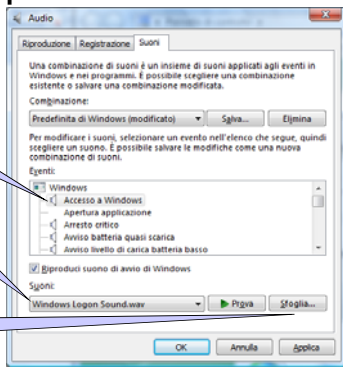 Audio
Riproduzione Registrazione Suoni
Una combinazione di suoni è un insieme di suoni applicati agli eventi in
Windows e nei programmi. È possibile scegliere una combinazione
esistente o salvare una combinazione modificata.
Combinazione:
Predefinita di Windows (modificato) Salva... Elimina
Per modificare i suoni, selezionare un evento nell'elenco che segue, quindi
scegliere un suono. È possibile salvare le modifiche come una nuova
combinazione di suoni.
Eventi:
Windows
Accesso a Windows
Apertura applicazione
Arresto critico
Avviso batteria quasi scarica
Avviso livello di carica batteria basso
Riproduci suono di avvio di Windows
Suoni:
Windows Logon Sound.wav Prova Sfoglia...
OK Annulla Applica